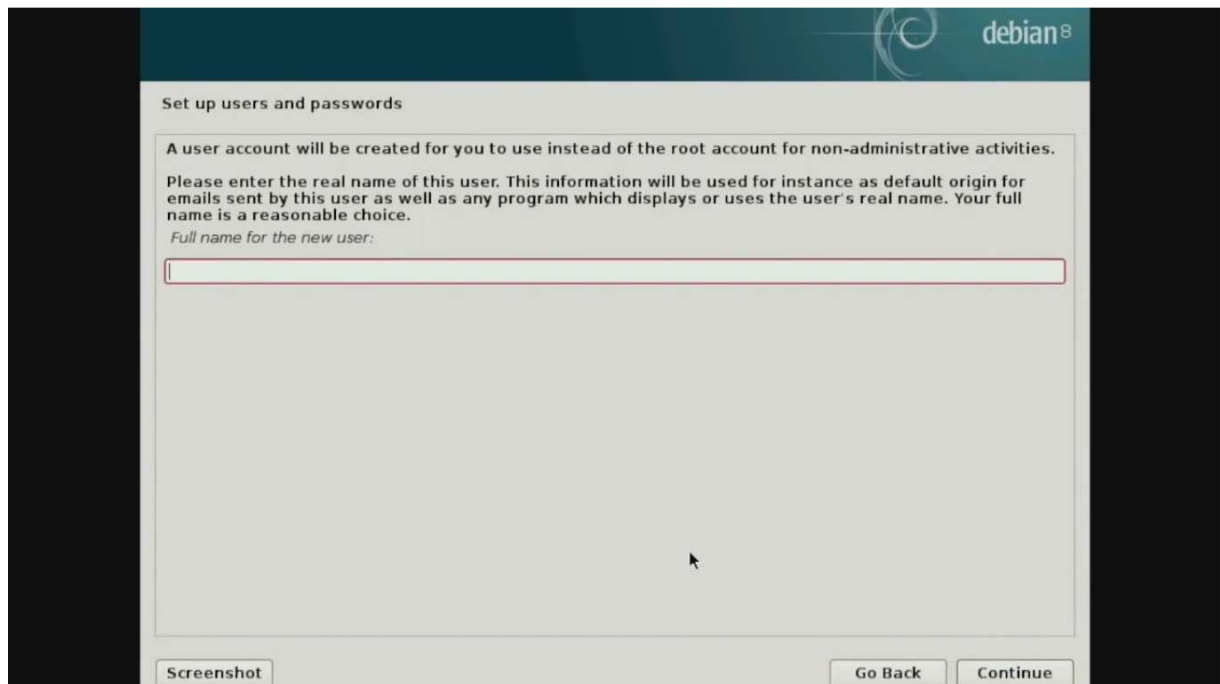 debian 8
Set up users and passwords
A user account will be created for you to use instead of the root account for non-administrative activities.
Please enter the real name of this user. This information will be used for instance as default origin for
emails sent by this user as well as any program which displays or uses the user's real name. Your full
name is a reasonable choice.
Full name for the new user:
Screenshot
Go Back
Continue